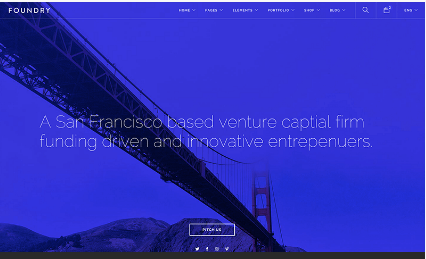 FOUNDRY
HOME PAGES ELEMENTS PORTFOLIO SHOP BLOG ENG
A San Francisco based venture captial firm
funding driven and innovative entrepenuers.
PITCH US